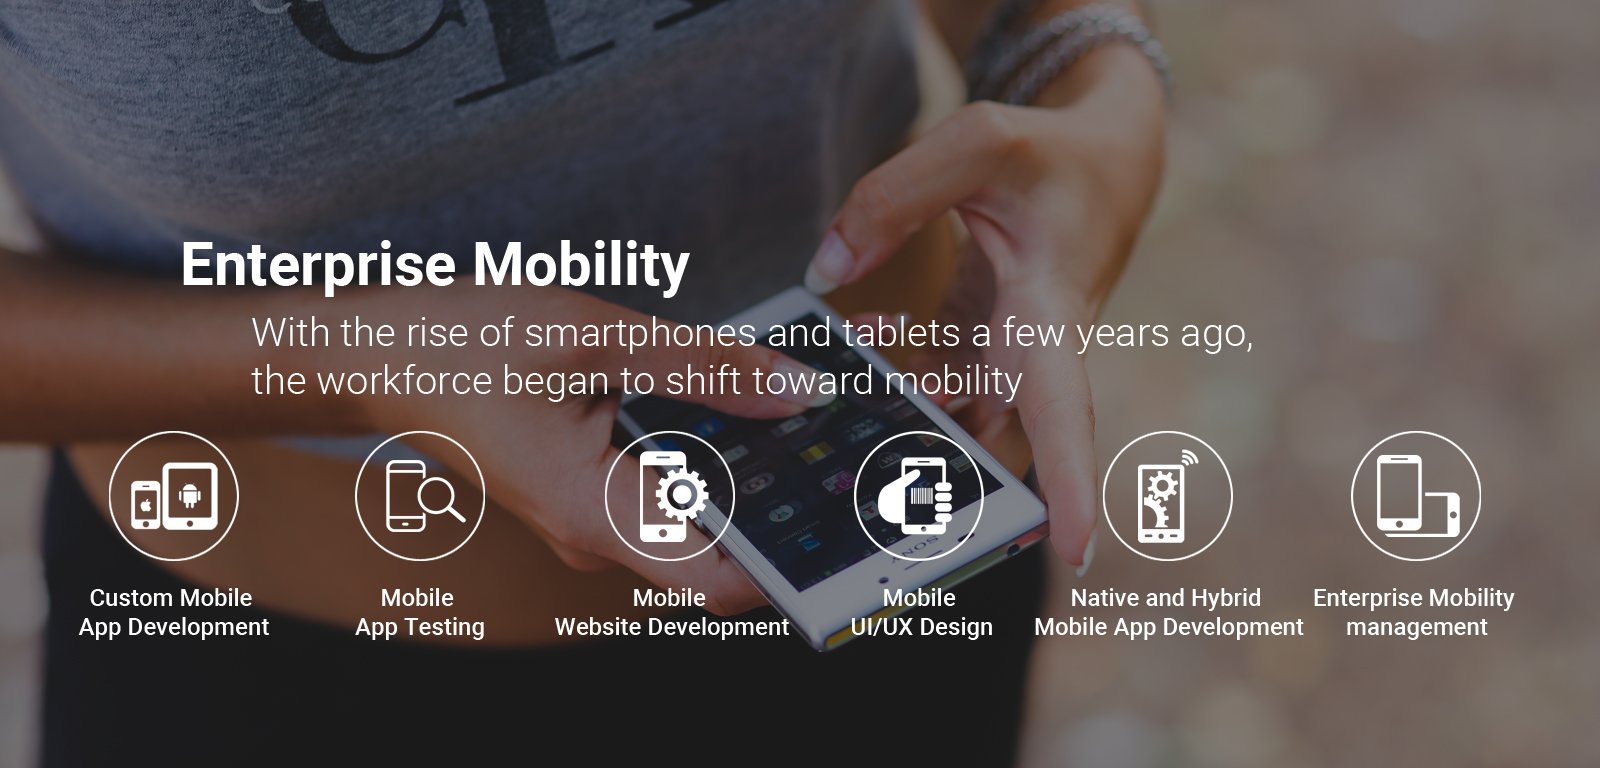 Enterprise Mobility
With the rise of smartphones and tablets a few years ago,
the workforce began to shift toward mobility
Custom Mobile
App Development
Mobile
App Testing
Mobile
Website Development
Mobile
UI/UX Design
Native and Hybrid
Mobile App Development
Enterprise Mobility
management
SONY